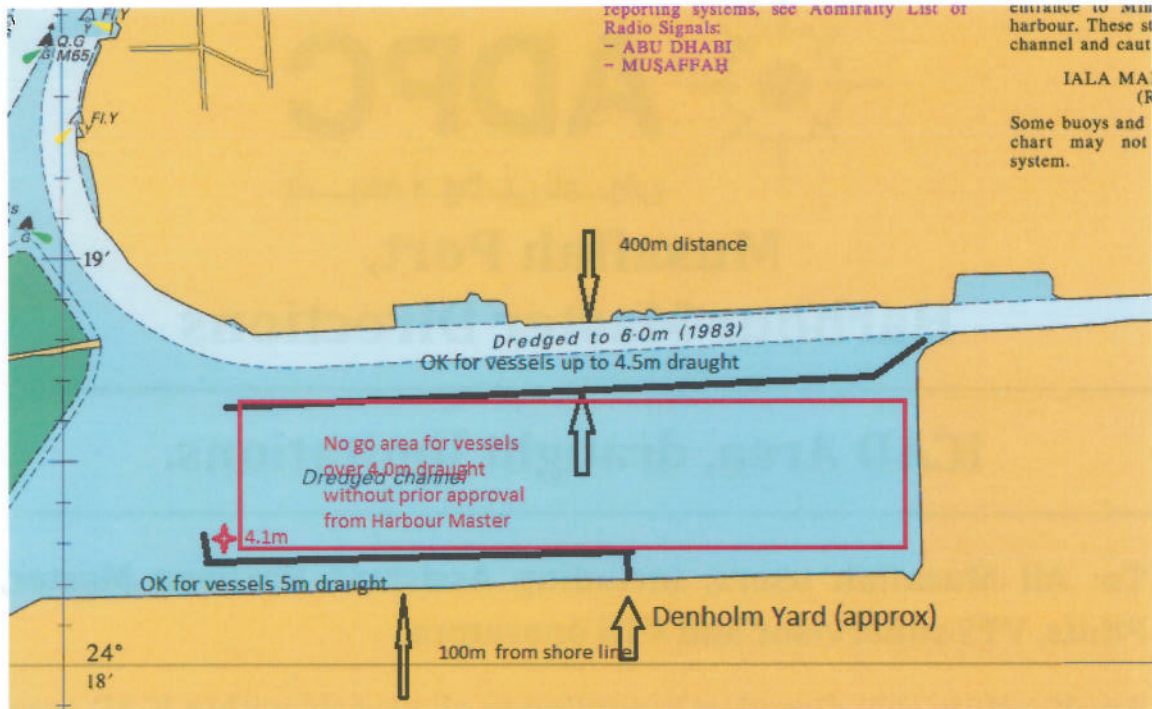 reporting systems, see Admiralty List of
Radio Signals:
– ABU DHABI
– MUŞAFFAḨ
entrance to Min
harbour. These st
channel and caut
IALA MA
(R
Some buoys and
chart may not
system.
Fl.Y
Q.G
M65
G
Y
Fl.Y
Y
s
G
19′
400m distance
Dredged to 6·0m (1983)
OK for vessels up to 4.5m draught
No go area for vessels
over 4.0m draught
Dredged channel
without prior approval
from Harbour Master
4.1m
OK for vessels 5m draught
Denholm Yard (approx)
100m from shore line
24°
18′